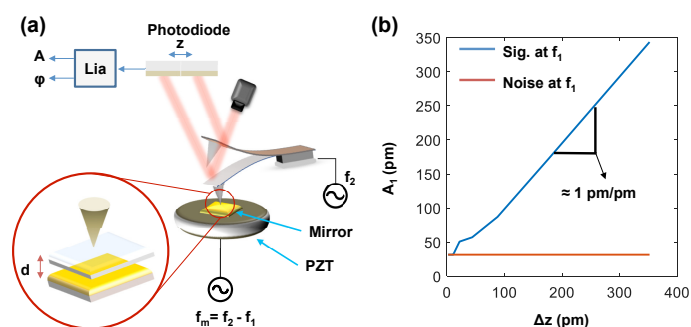 (a)
Photodiode
z
A
φ
Lia
f₂
Mirror
PZT
d
fₘ= f₂ - f₁
(b)
Sig. at f₁
Noise at f₁
≈ 1 pm/pm
A₁ (pm)
350
300
250
200
150
100
50
0
0
100
200
300
400
Δz (pm)